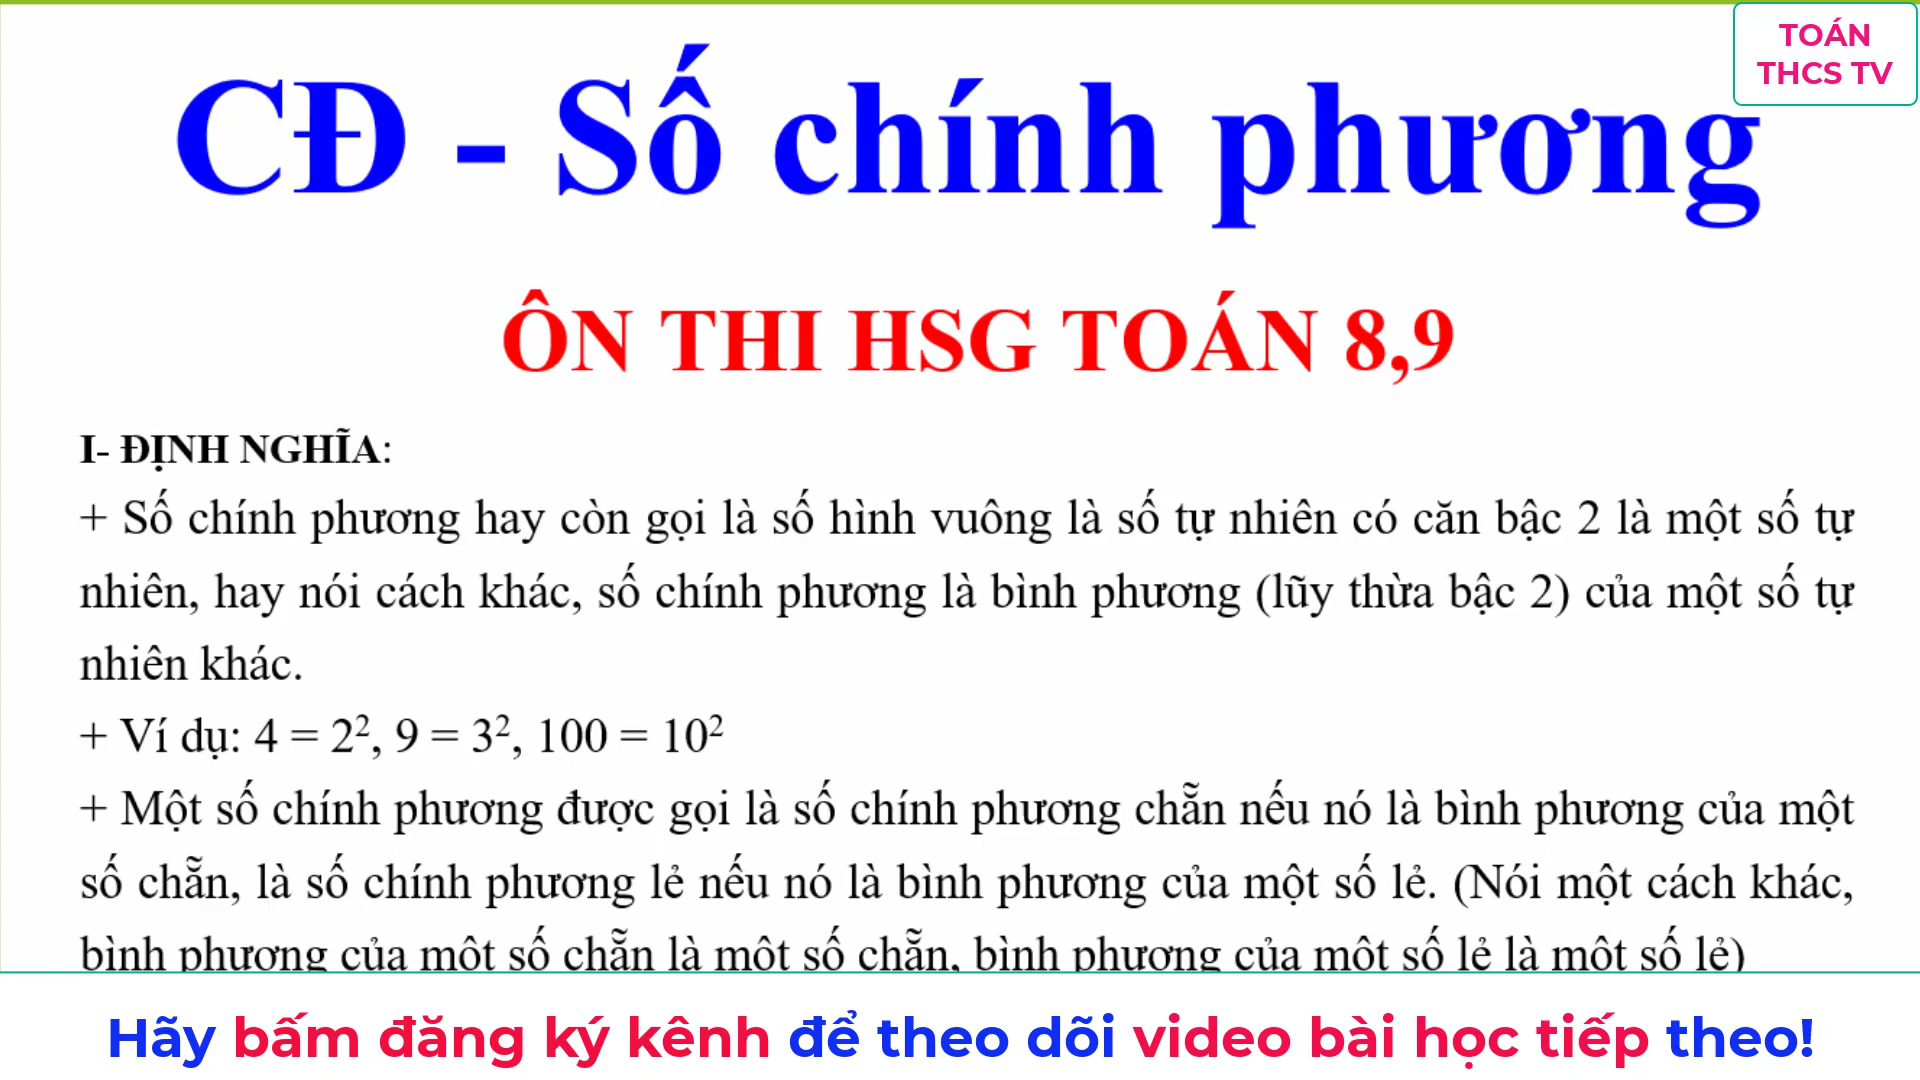 TOÁN
THCS TV
CĐ - Số chính phương
ÔN THI HSG TOÁN 8,9
I- ĐỊNH NGHĨA:
+ Số chính phương hay còn gọi là số hình vuông là số tự nhiên có căn bậc 2 là một số tự
nhiên, hay nói cách khác, số chính phương là bình phương (lũy thừa bậc 2) của một số tự
nhiên khác.
+ Ví dụ: 4 = 2², 9 = 3², 100 = 10²
+ Một số chính phương được gọi là số chính phương chẵn nếu nó là bình phương của một
số chẵn, là số chính phương lẻ nếu nó là bình phương của một số lẻ. (Nói một cách khác,
bình phương của một số chẵn là một số chẵn, bình phương của một số lẻ là một số lẻ)
Hãy bấm đăng ký kênh để theo dõi video bài học tiếp theo!